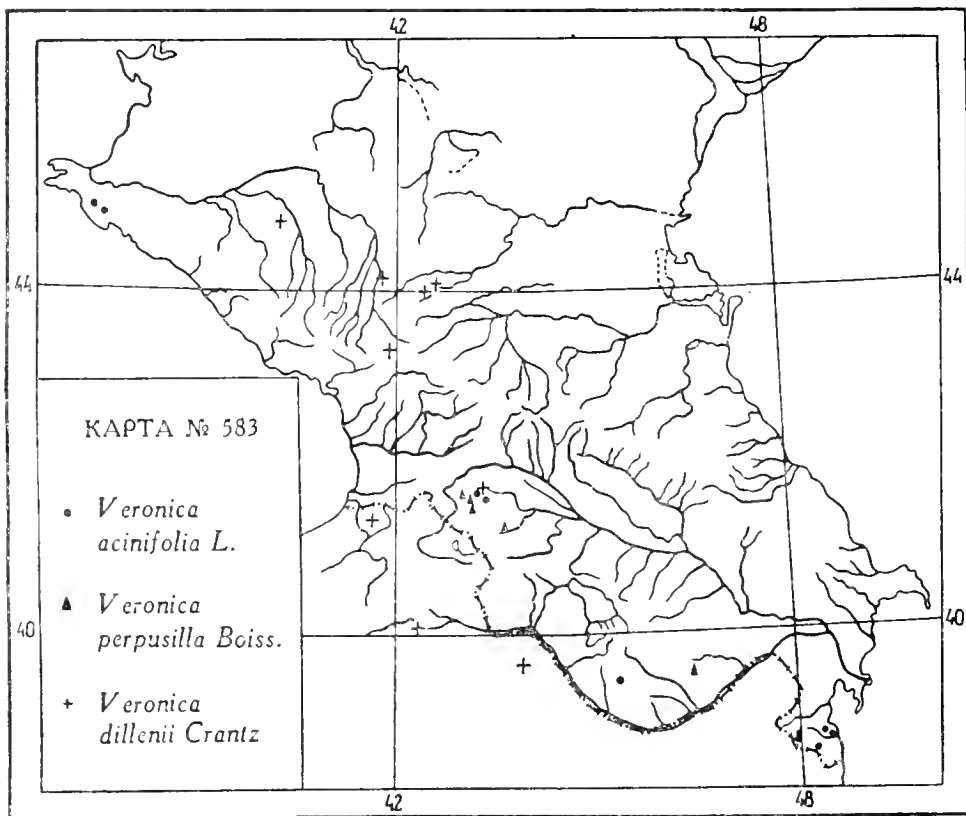 42 48
44 44
КАРТА № 583
Veronica
acinifolia L.
Veronica
perpusilla Boiss.
Veronica
dillenii Crantz
40 40
42 48